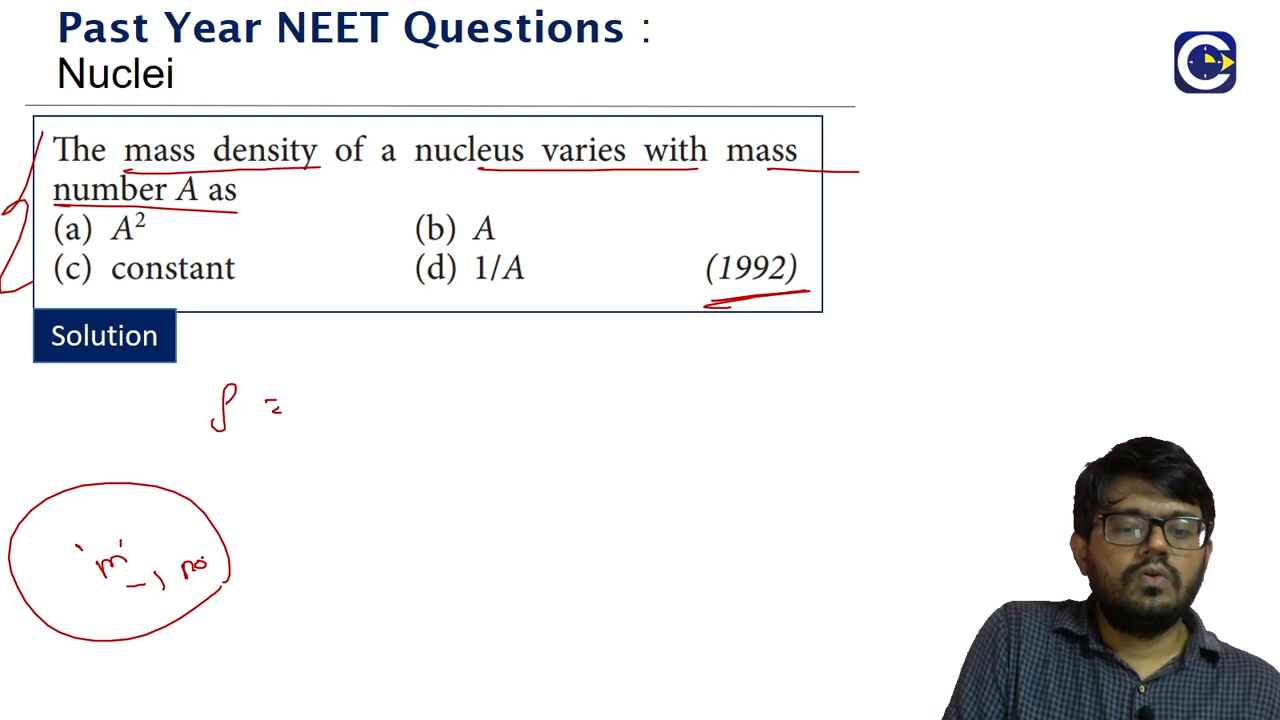 Past Year NEET Questions :
Nuclei
The mass density of a nucleus varies with mass
number A as
(a) A² (b) A
(c) constant (d) 1/A (1992)
Solution
ρ =
'm'
→ no